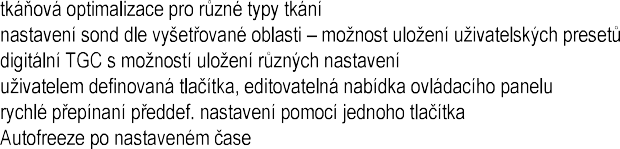 tkáňová optimalizace pro různé typy tkání
nastavení sond dle vyšetřované oblasti – možnost uložení uživatelských presetů
digitální TGC s možností uložení různých nastavení
uživatelem definovaná tlačítka, editovatelná nabídka ovládacího panelu
rychlé přepínaní předdef. nastavení pomocí jednoho tlačítka
Autofreeze po nastaveném čase